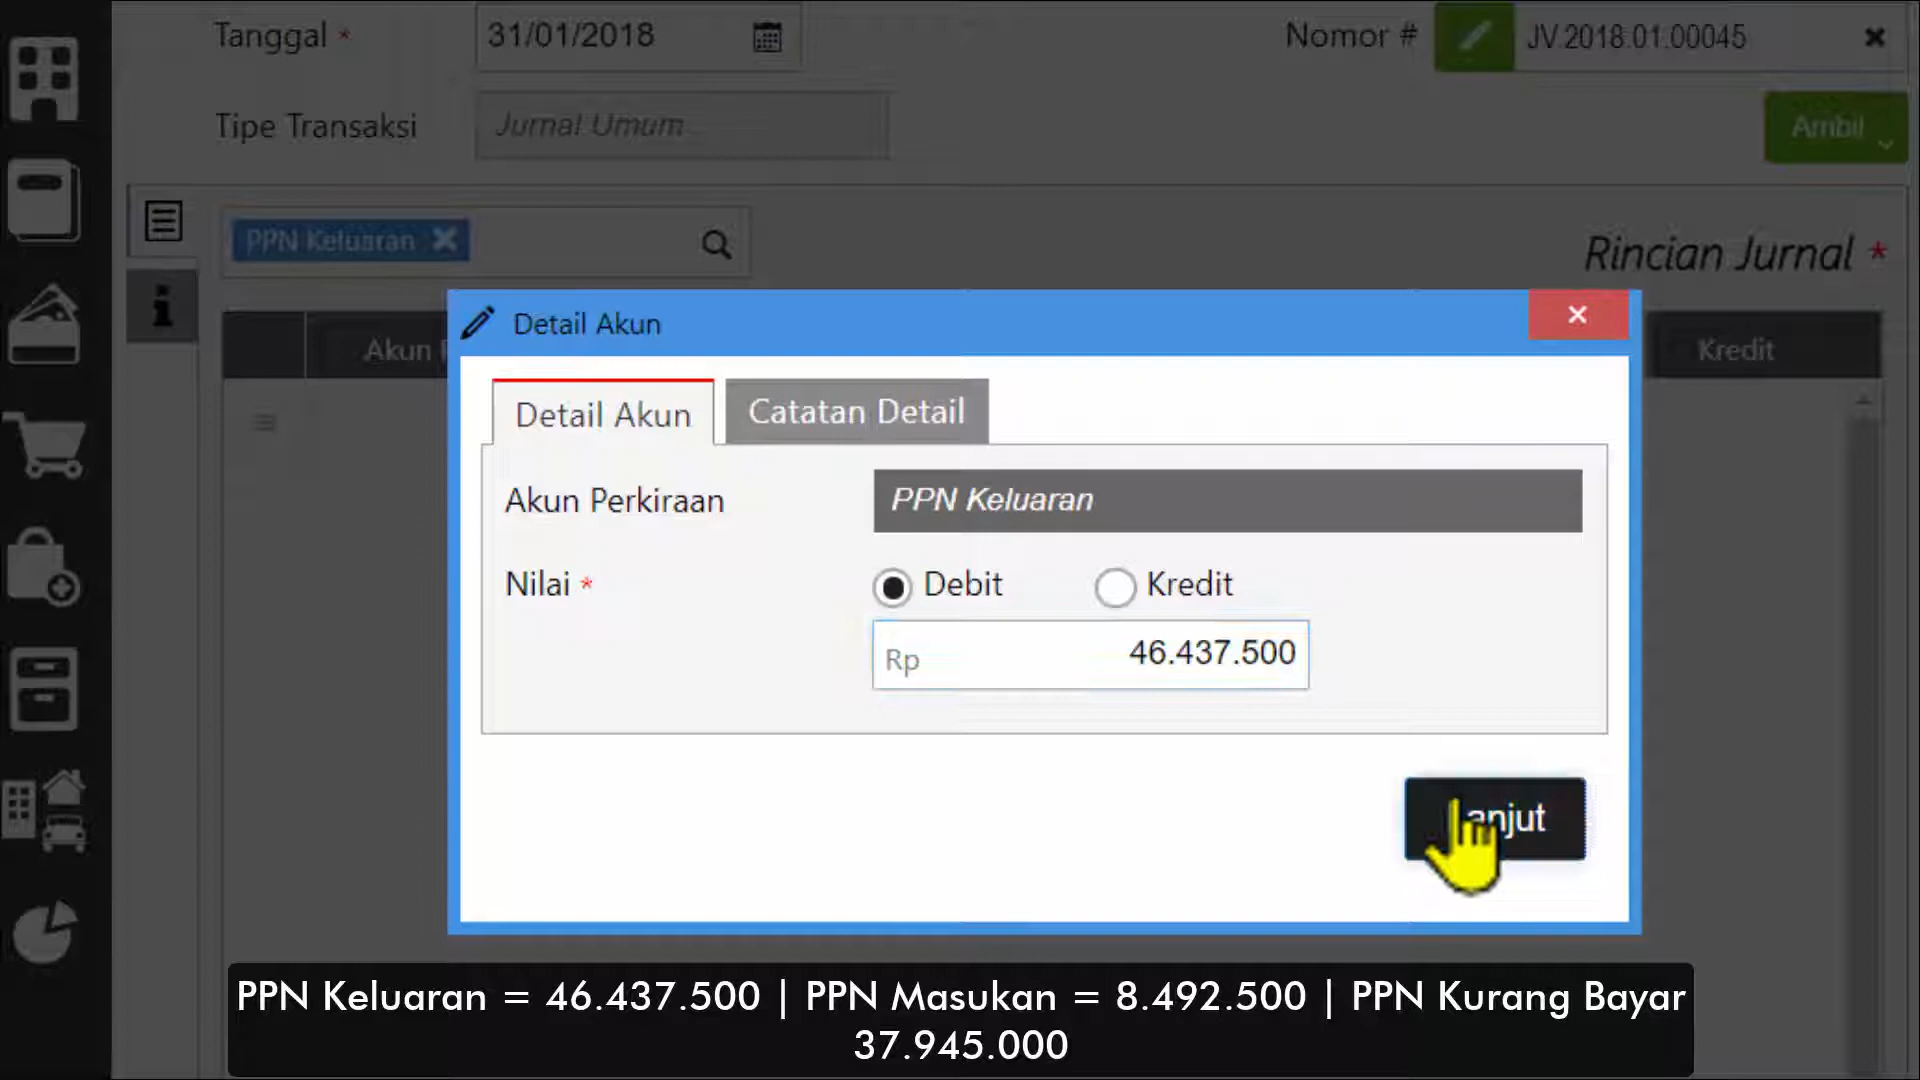 Tanggal *
31/01/2018
Nomor #
JV.2018.01.00045
Tipe Transaksi
Jurnal Umum
Ambil
PPN Keluaran
Rincian Jurnal *
Akun
Kredit
Detail Akun
Detail Akun
Catatan Detail
Akun Perkiraan
PPN Keluaran
Nilai *
Debit
Kredit
Rp
46.437.500
anjut
PPN Keluaran = 46.437.500 | PPN Masukan = 8.492.500 | PPN Kurang Bayar
37.945.000